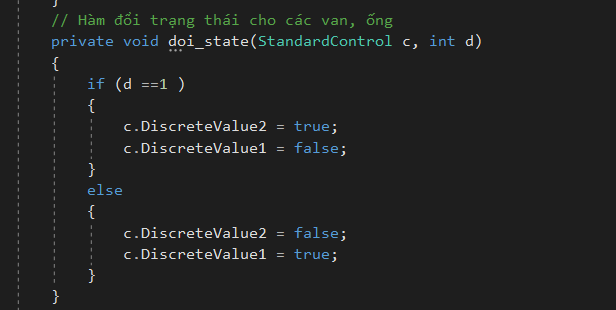 }
// Hàm đổi trạng thái cho các van, ống
private void doi_state(StandardControl c, int d)
{
if (d ==1 )
{
c.DiscreteValue2 = true;
c.DiscreteValue1 = false;
}
else
{
c.DiscreteValue2 = false;
c.DiscreteValue1 = true;
}
}